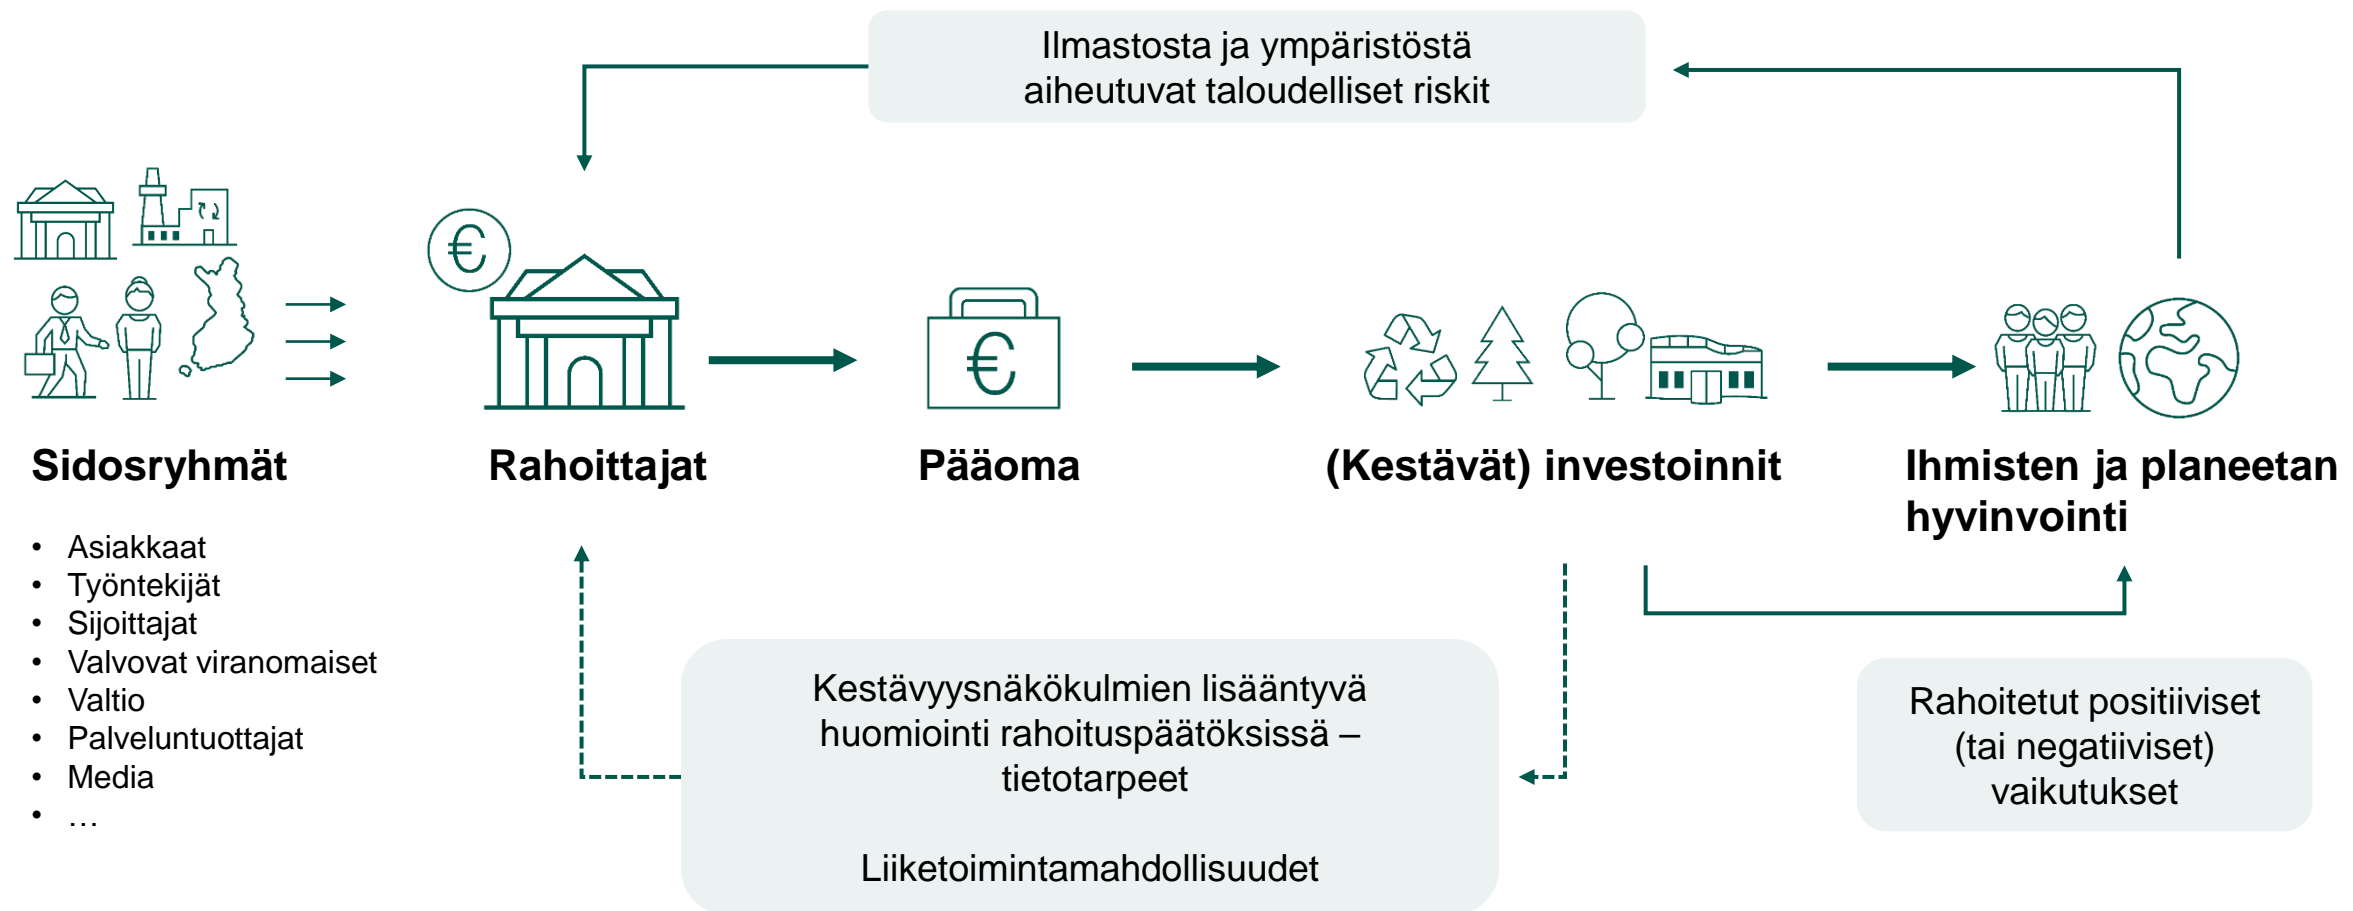 Ilmastosta ja ympäristöstä
aiheutuvat taloudelliset riskit
€
€
Sidosryhmät
Rahoittajat
Pääoma
(Kestävät) investoinnit
Ihmisten ja planeetan
hyvinvointi
• Asiakkaat
• Työntekijät
• Sijoittajat
• Valvovat viranomaiset
• Valtio
• Palveluntuottajat
• Media
• …
Kestävyysnäkökulmien lisääntyvä
huomiointi rahoituspäätöksissä –
tietotarpeet
Liiketoimintamahdollisuudet
Rahoitetut positiiviset
(tai negatiiviset)
vaikutukset